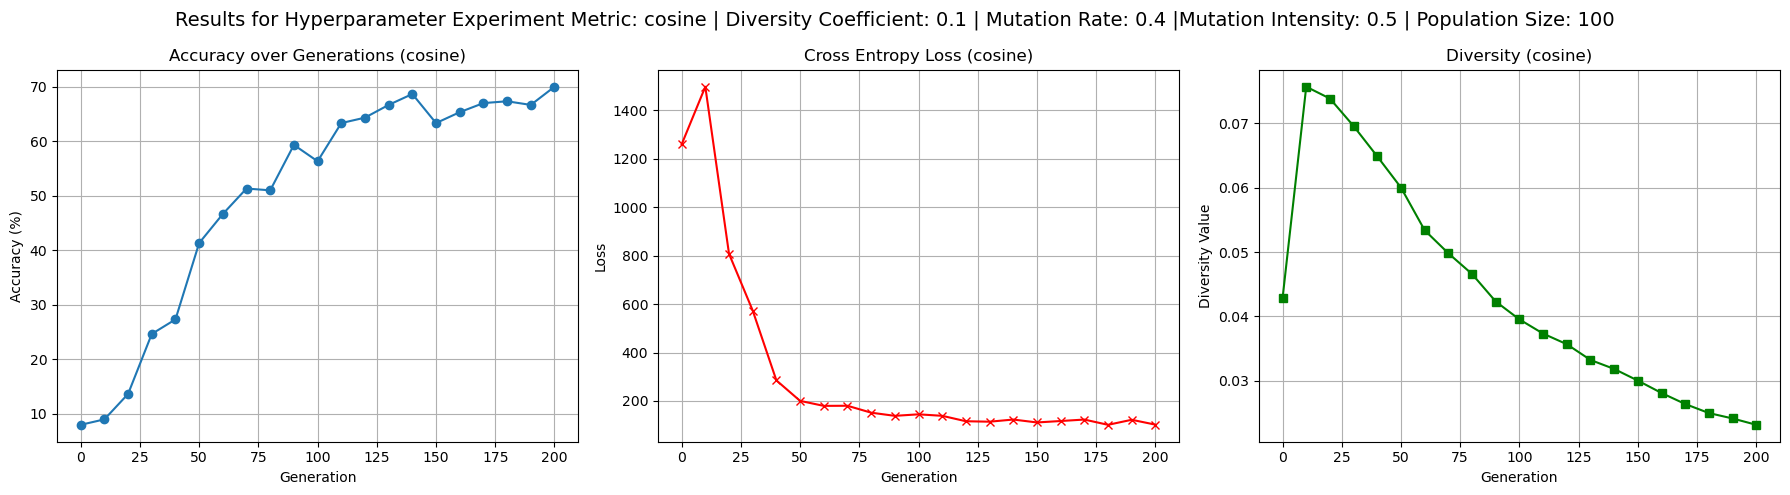 Results for Hyperparameter Experiment Metric: cosine | Diversity Coefficient: 0.1 | Mutation Rate: 0.4 |Mutation Intensity: 0.5 | Population Size: 100
Accuracy over Generations (cosine)
Accuracy (%)
70
60
50
40
30
20
10
0 25 50 75 100 125 150 175 200
Generation
Cross Entropy Loss (cosine)
Loss
1400
1200
1000
800
600
400
200
0 25 50 75 100 125 150 175 200
Generation
Diversity (cosine)
Diversity Value
0.07
0.06
0.05
0.04
0.03
0 25 50 75 100 125 150 175 200
Generation